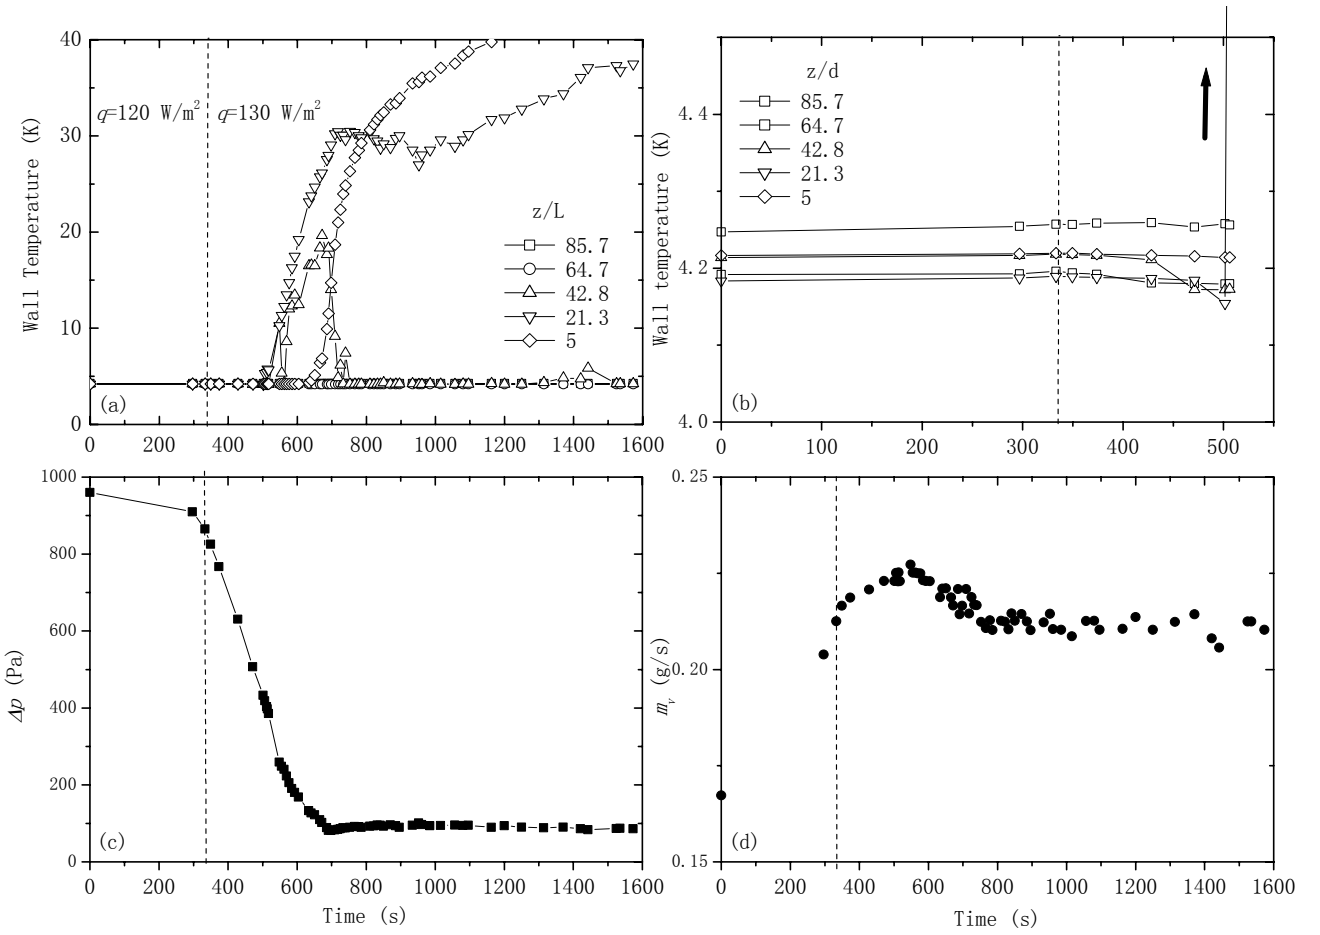 40
30
20
10
0
Wall Temperature (K)
q=120 W/m²
q=130 W/m²
z/L
85.7
64.7
42.8
21.3
5
(a)
0 200 400 600 800 1000 1200 1400 1600
4.4
4.2
4.0
Wall temperature (K)
z/d
85.7
64.7
42.8
21.3
5
(b)
0 100 200 300 400 500
1000
800
600
400
200
0
Δp (Pa)
(c)
0 200 400 600 800 1000 1200 1400 1600
Time (s)
0.25
0.20
0.15
m_v (g/s)
(d)
0 200 400 600 800 1000 1200 1400 1600
Time (s)